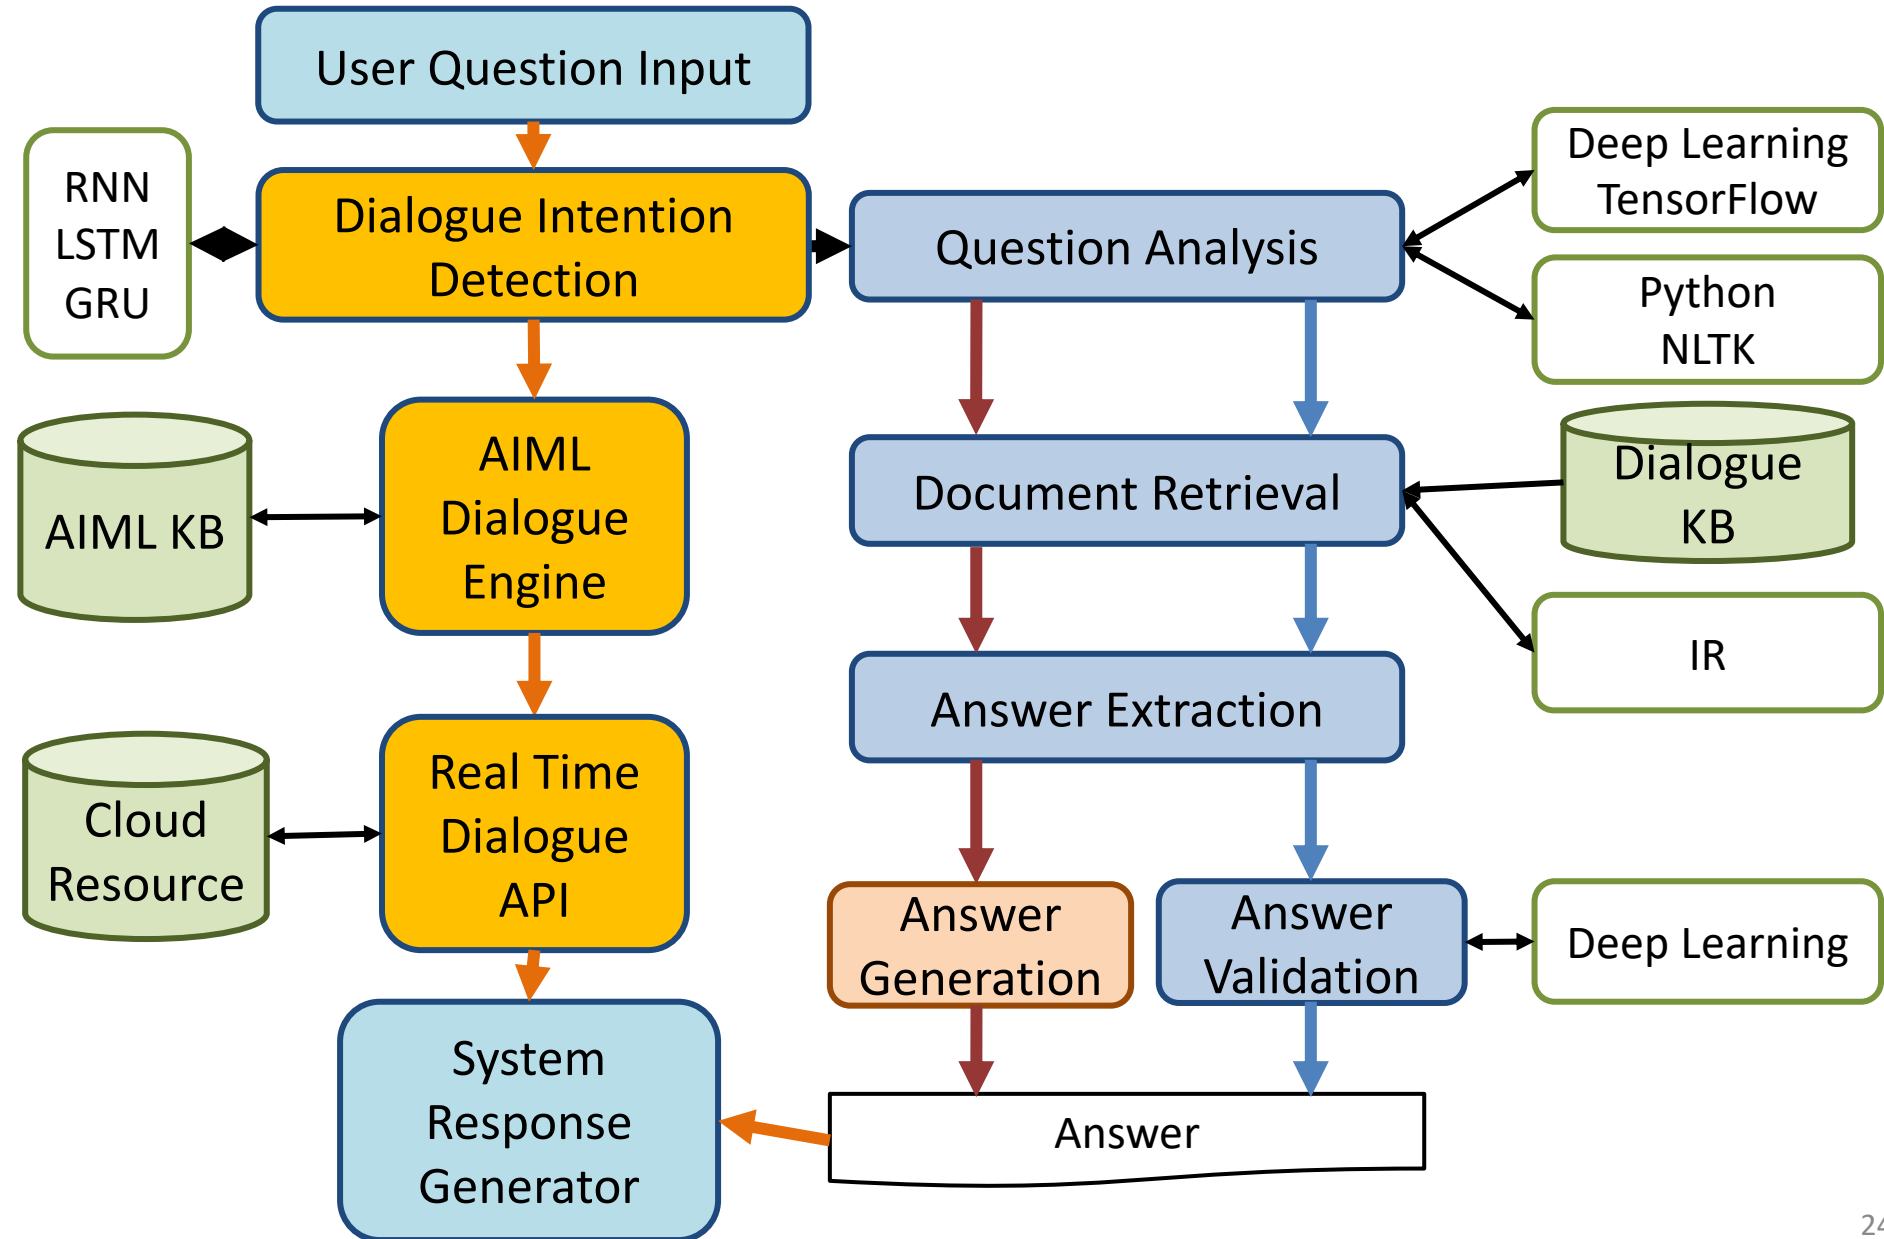 User Question Input
RNN
LSTM
GRU
Dialogue Intention
Detection
Question Analysis
Deep Learning
TensorFlow
Python
NLTK
AIML KB
AIML
Dialogue
Engine
Document Retrieval
Dialogue
KB
IR
Answer Extraction
Cloud
Resource
Real Time
Dialogue
API
Answer
Generation
Answer
Validation
Deep Learning
System
Response
Generator
Answer
24